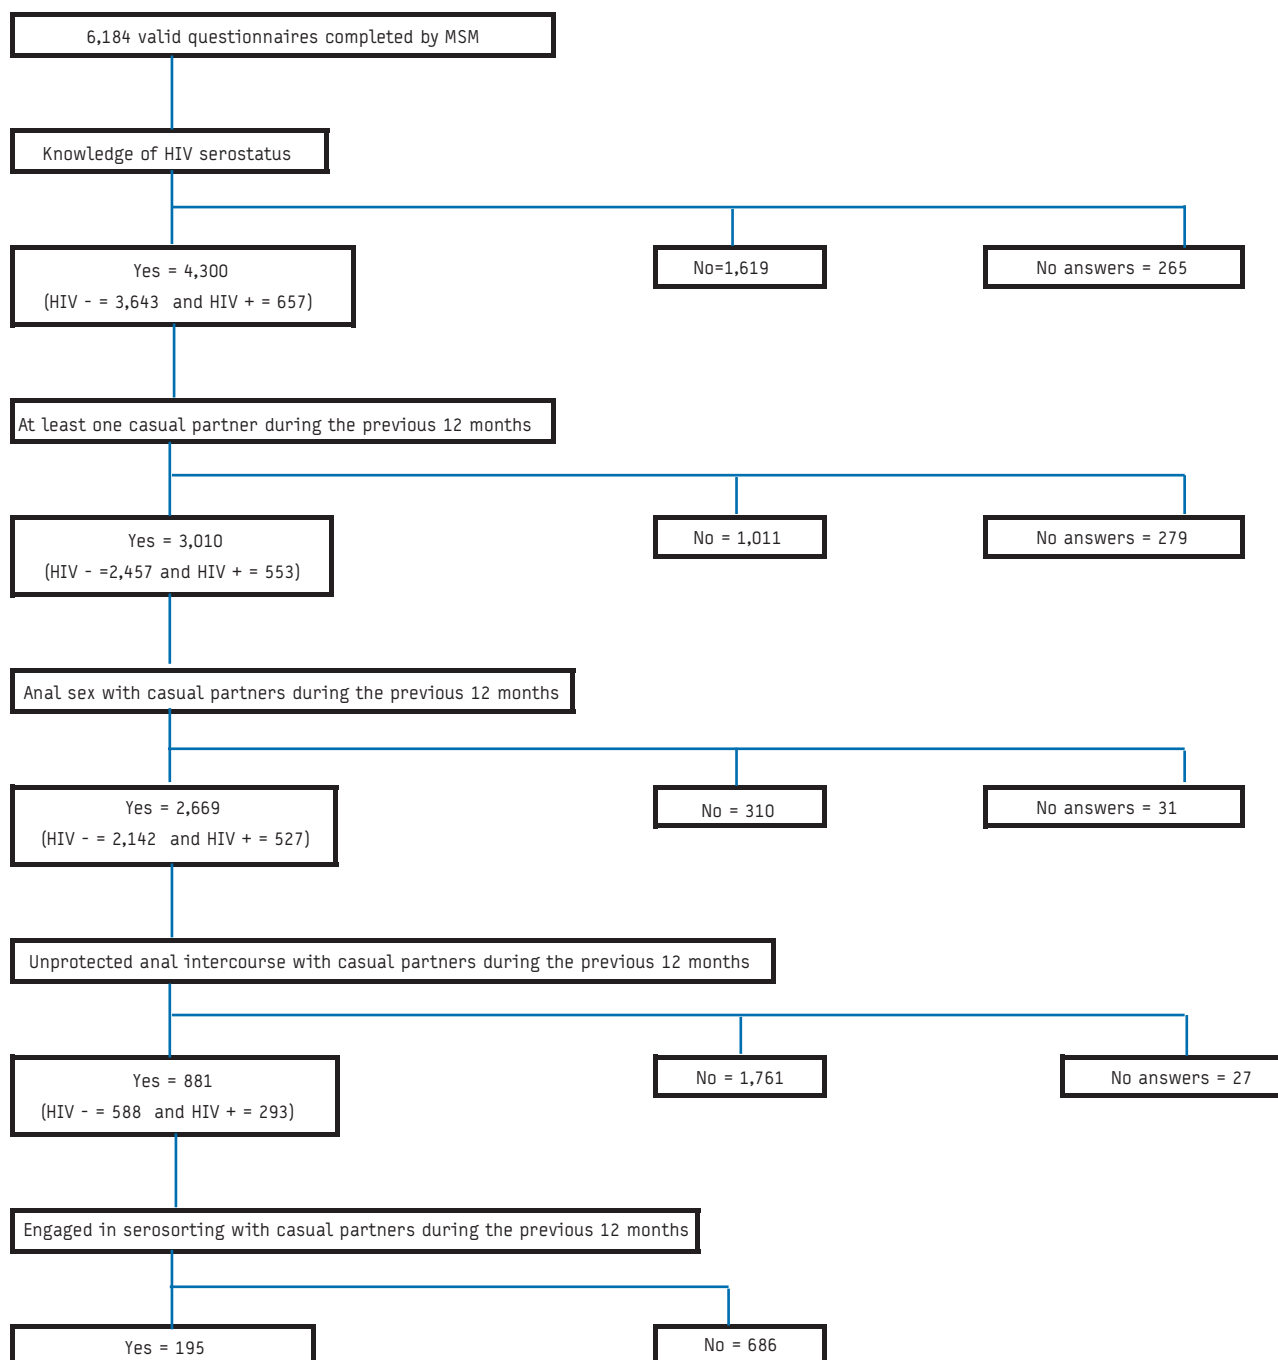 6,184 valid questionnaires completed by MSM
Knowledge of HIV serostatus
Yes = 4,300
(HIV - = 3,643 and HIV + = 657)
No=1,619
No answers = 265
At least one casual partner during the previous 12 months
Yes = 3,010
(HIV - =2,457 and HIV + = 553)
No = 1,011
No answers = 279
Anal sex with casual partners during the previous 12 months
Yes = 2,669
(HIV - = 2,142 and HIV + = 527)
No = 310
No answers = 31
Unprotected anal intercourse with casual partners during the previous 12 months
Yes = 881
(HIV - = 588 and HIV + = 293)
No = 1,761
No answers = 27
Engaged in serosorting with casual partners during the previous 12 months
Yes = 195
No = 686